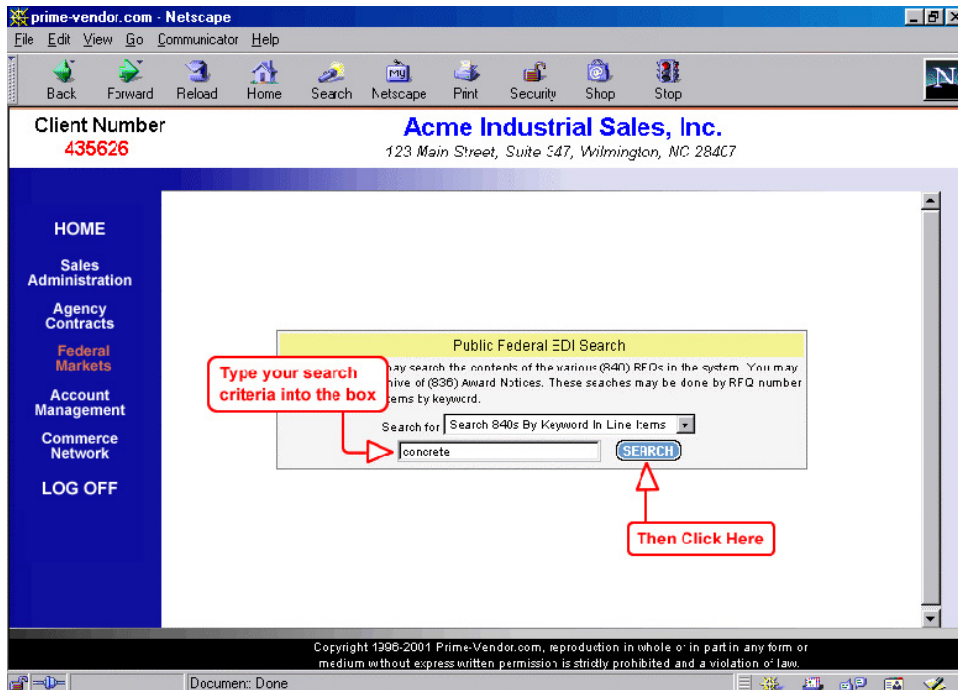 prime-vendor.com - Netscape
File Edit View Go Communicator Help
Back Forward Reload Home Search Netscape Print Security Shop Stop
My
N
Client Number
435626
Acme Industrial Sales, Inc.
123 Main Street, Suite 347, Wilmington, NC 28407
HOME
Sales
Administration
Agency
Contracts
Federal
Markets
Account
Management
Commerce
Network
LOG OFF
Public Federal EDI Search
may search the contents of the various (840) RFQs in the system. You may
hive of (836) Award Notices. These seaches may be done by RFQ number
tems by keyword.
Type your search
criteria into the box
Search for Search 840s By Keyword In Line Items
concrete
SEARCH
Then Click Here
Copyright 1996-2001 Prime-Vendor.com, reproduction in whole or in part in any form or
medium without express written permission is strictly prohibited and a violation of law.
Document: Done